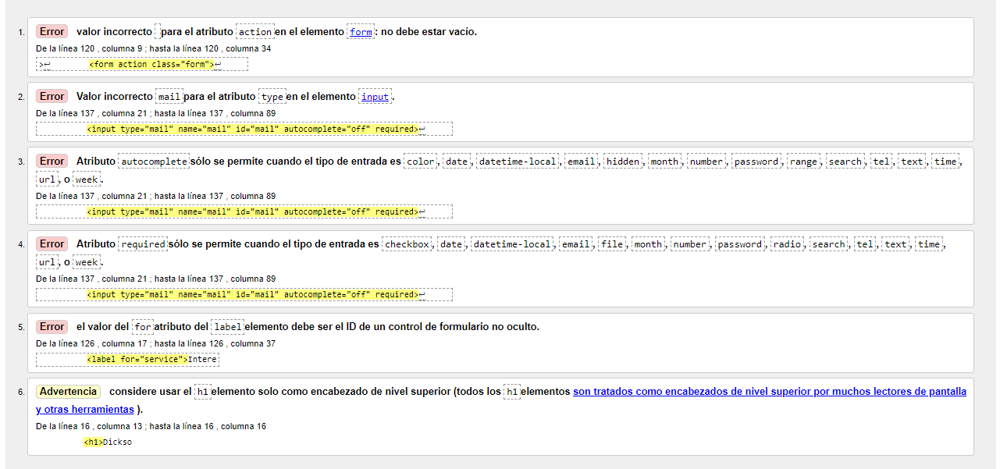 1. Error valor incorrecto para el atributo action en el elemento form: no debe estar vacío.
De la línea 120 , columna 9 ; hasta la línea 120 , columna 34
>↩ <form action class="form">↩
2. Error Valor incorrecto mail para el atributo type en el elemento input.
De la línea 137 , columna 21 ; hasta la línea 137 , columna 89
<input type="mail" name="mail" id="mail" autocomplete="off" required>↩
3. Error Atributo autocomplete sólo se permite cuando el tipo de entrada es color, date, datetime-local, email, hidden, month, number, password, range, search, tel, text, time,
url, o week.
De la línea 137 , columna 21 ; hasta la línea 137 , columna 89
<input type="mail" name="mail" id="mail" autocomplete="off" required>↩
4. Error Atributo required sólo se permite cuando el tipo de entrada es checkbox, date, datetime-local, email, file, month, number, password, radio, search, tel, text, time,
url, o week.
De la línea 137 , columna 21 ; hasta la línea 137 , columna 89
<input type="mail" name="mail" id="mail" autocomplete="off" required>↩
5. Error el valor del for atributo del label elemento debe ser el ID de un control de formulario no oculto.
De la línea 126 , columna 17 ; hasta la línea 126 , columna 37
<label for="service">Intere
6. Advertencia considere usar el h1 elemento solo como encabezado de nivel superior (todos los h1 elementos son tratados como encabezados de nivel superior por muchos lectores de pantalla
y otras herramientas ).
De la línea 16 , columna 13 ; hasta la línea 16 , columna 16
<h1>Dickso